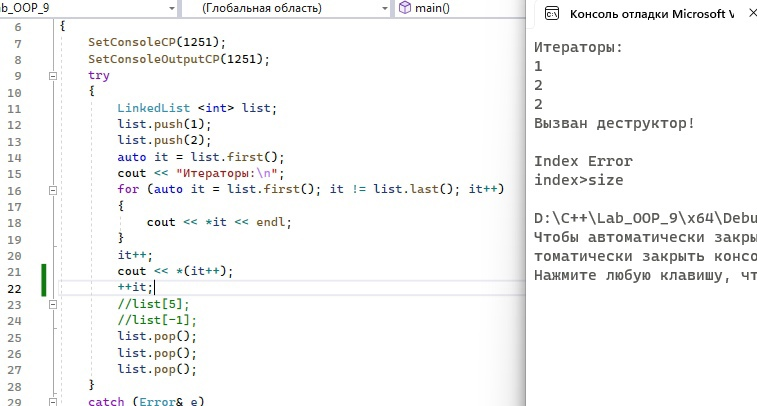 b_OOP_9
(Глобальная область)
main()
6 {
7 SetConsoleCP(1251);
8 SetConsoleOutputCP(1251);
9 try
10 {
11 LinkedList <int> list;
12 list.push(1);
13 list.push(2);
14 auto it = list.first();
15 cout << "Итераторы:\n";
16 for (auto it = list.first(); it != list.last(); it++)
17 {
18 cout << *it << endl;
19 }
20 it++;
21 cout << *(it++);
22 ++it;
23 //list[5];
24 //list[-1];
25 list.pop();
26 list.pop();
27 list.pop();
28 }
29 catch (Error& e)
Консоль отладки Microsoft V
Итераторы:
1
2
2
Вызван деструктор!
Index Error
index>size
D:\C++\Lab_OOP_9\x64\Debu
Чтобы автоматически закры
томатически закрыть консо
Нажмите любую клавишу, чт